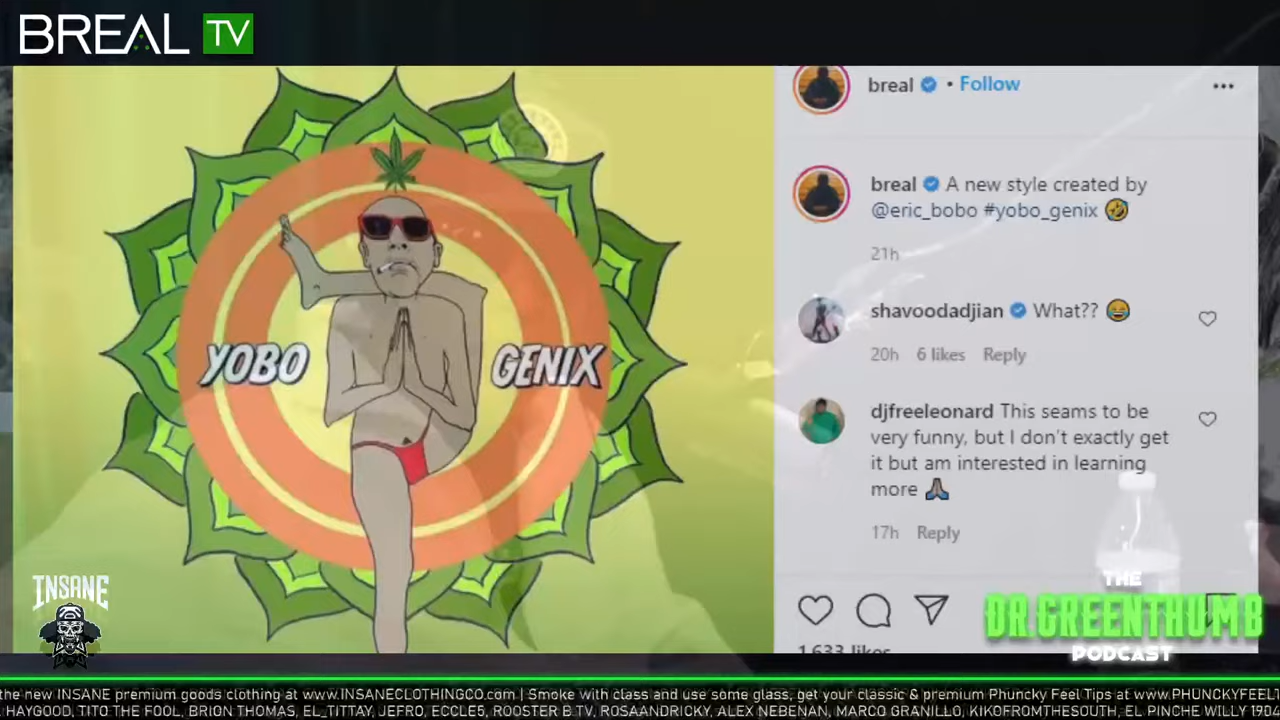 BREAL TV
breal • Follow
breal A new style created by
@eric_bobo #yobo_genix
21h
shavoodadjian What??
20h 6 likes Reply
djfreeleonard This seams to be
very funny, but I don't exactly get
it but am interested in learning
more
17h Reply
1,633 likes
YOBO GENIX
INSANE
THE
DR.GREENTHUMB
PODCAST
the new INSANE premium goods clothing at www.INSANECLOTHINGCO.com | Smoke with class and use some glass, get your classic & premium Phuncky Feel Tips at www.PHUNCKYFEELT
HAYGOOD, TITO THE FOOL, BRION THOMAS, EL_TITTAY, JEFRO, ECCLE5, ROOSTER B TV, ROSAANDRICKY, ALEX NEBENAN, MARCO GRANILLO, KIKOFROMTHESOUTH, EL PINCHE WILLY 1904